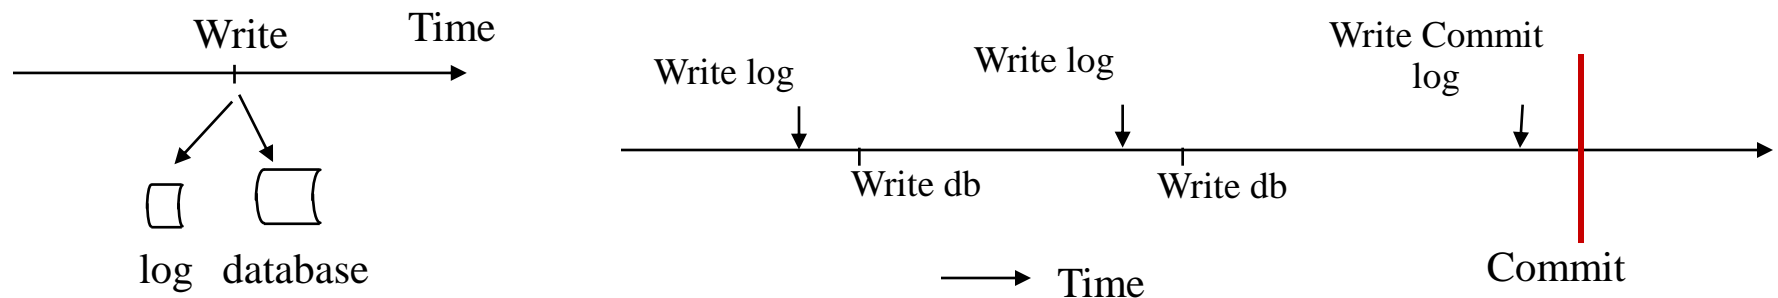 Write
Time
log
database
Write log
Write log
Write Commit
log
Write db
Write db
Time
Commit